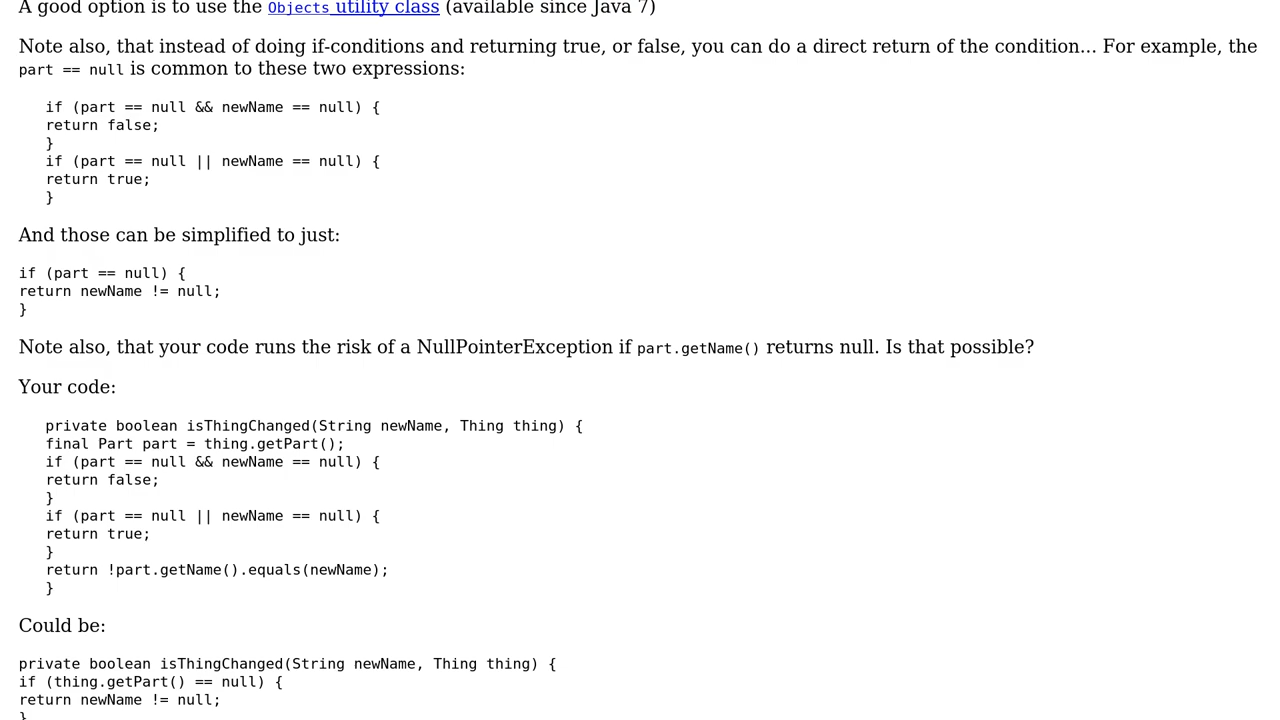 A good option is to use the Objects utility class (available since Java 7)
Note also, that instead of doing if-conditions and returning true, or false, you can do a direct return of the condition... For example, the
part == null is common to these two expressions:
if (part == null && newName == null) {
return false;
}
if (part == null || newName == null) {
return true;
}
And those can be simplified to just:
if (part == null) {
return newName != null;
}
Note also, that your code runs the risk of a NullPointerException if part.getName() returns null. Is that possible?
Your code:
private boolean isThingChanged(String newName, Thing thing) {
final Part part = thing.getPart();
if (part == null && newName == null) {
return false;
}
if (part == null || newName == null) {
return true;
}
return !part.getName().equals(newName);
}
Could be:
private boolean isThingChanged(String newName, Thing thing) {
if (thing.getPart() == null) {
return newName != null;
}